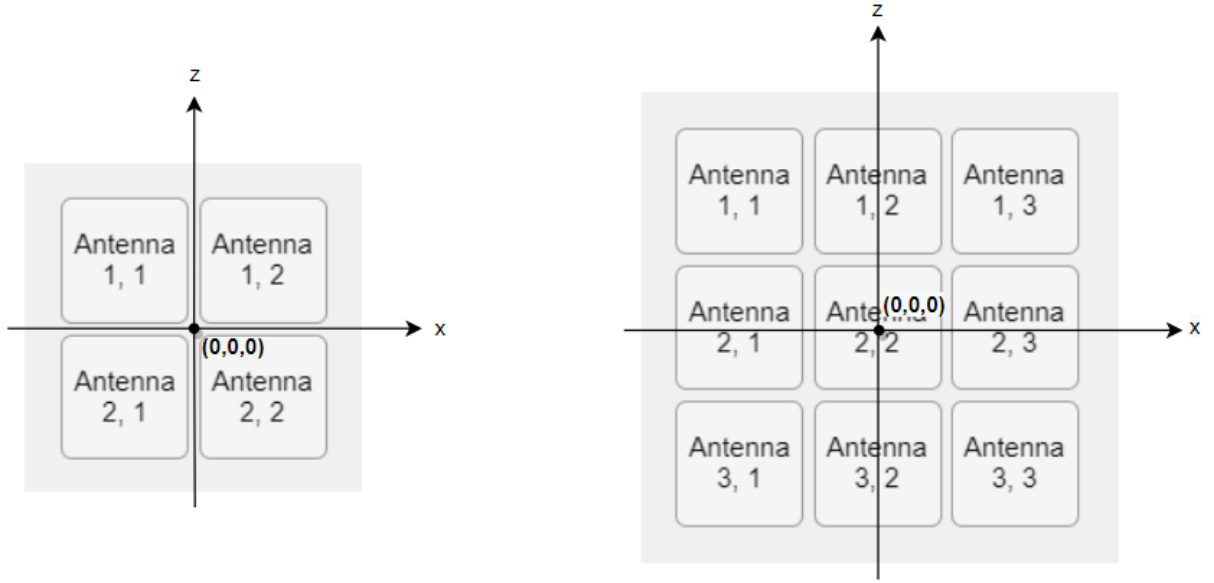 z
Antenna
1, 1
Antenna
1, 2
x
(0,0,0)
Antenna
2, 1
Antenna
2, 2
z
Antenna
1, 1
Antenna
1, 2
Antenna
1, 3
(0,0,0)
x
Antenna
2, 1
Antenna
2, 2
Antenna
2, 3
Antenna
3, 1
Antenna
3, 2
Antenna
3, 3